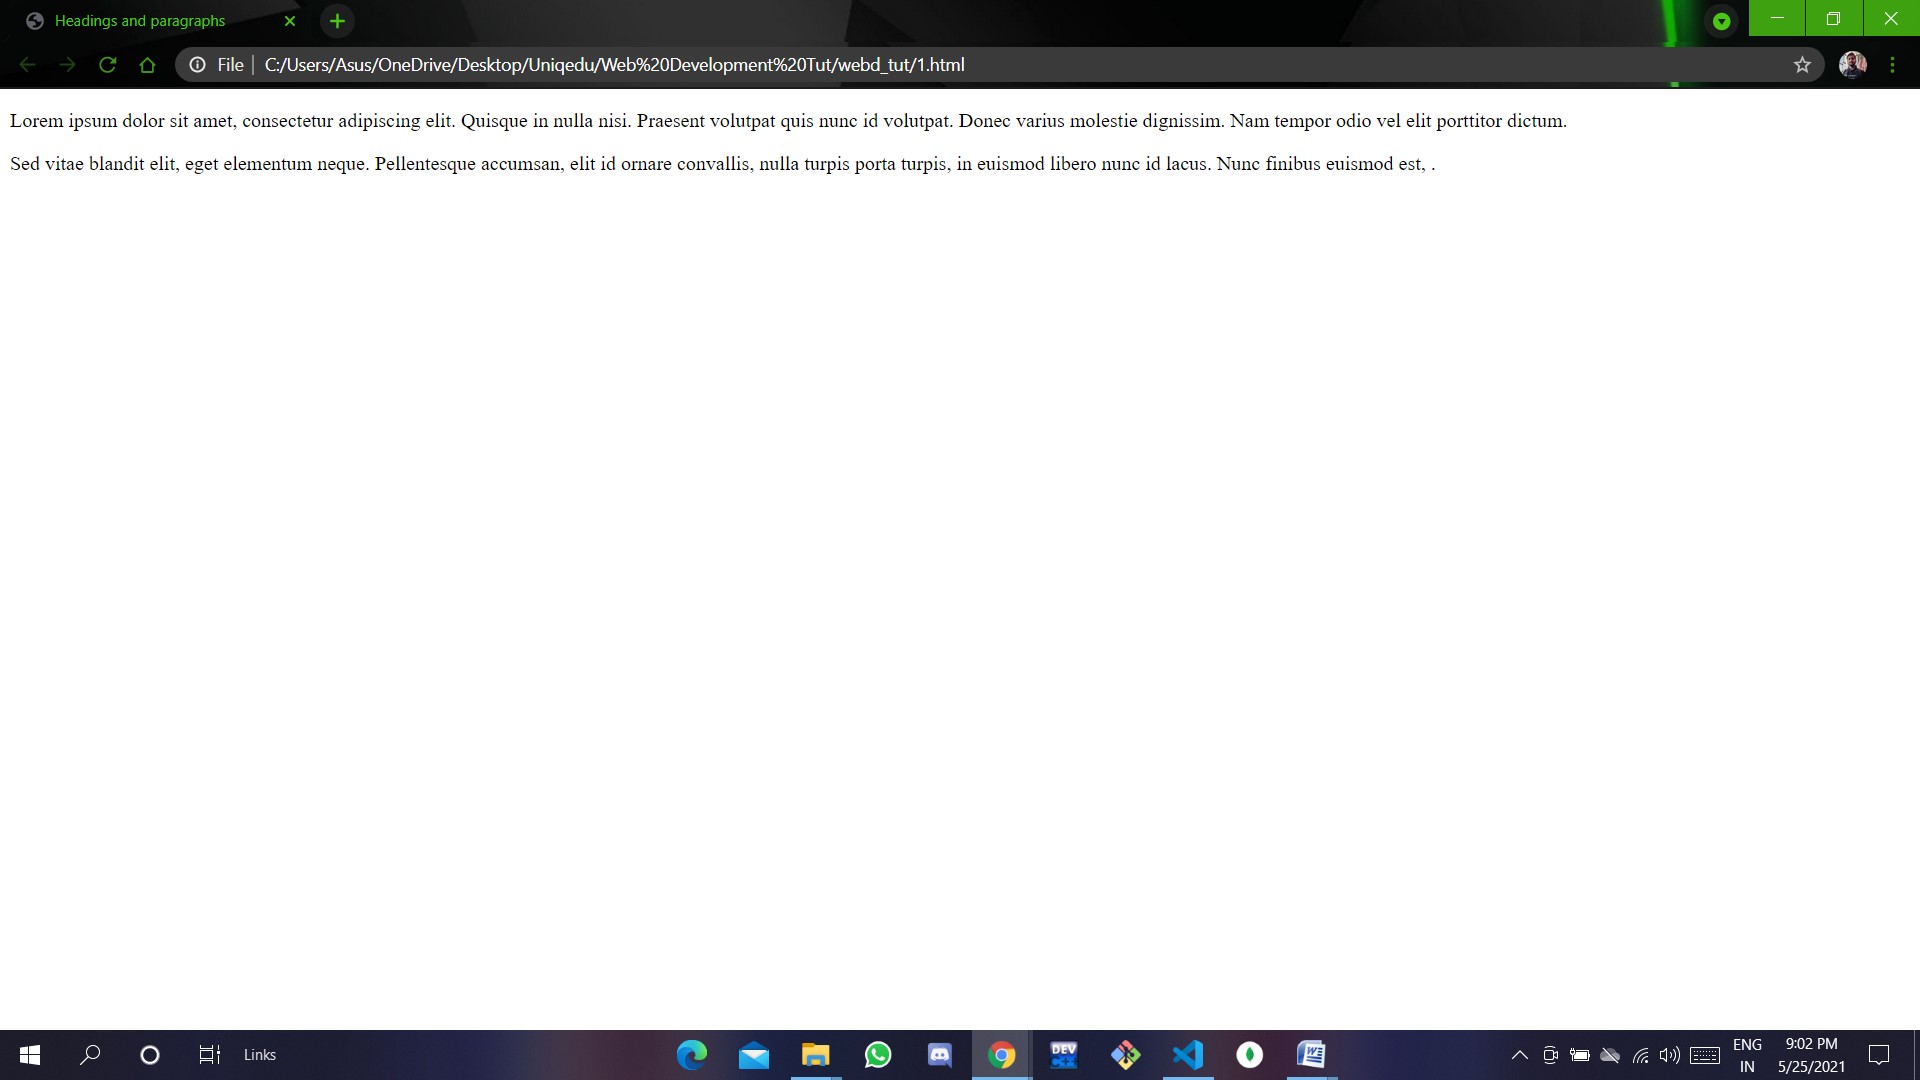 Headings and paragraphs
File | C:/Users/Asus/OneDrive/Desktop/Uniqedu/Web%20Development%20Tut/webd_tut/1.html
Lorem ipsum dolor sit amet, consectetur adipiscing elit. Quisque in nulla nisi. Praesent volutpat quis nunc id volutpat. Donec varius molestie dignissim. Nam tempor odio vel elit porttitor dictum.
Sed vitae blandit elit, eget elementum neque. Pellentesque accumsan, elit id ornare convallis, nulla turpis porta turpis, in euismod libero nunc id lacus. Nunc finibus euismod est, .
Links
DEV
C++
W
ENG
IN
9:02 PM
5/25/2021